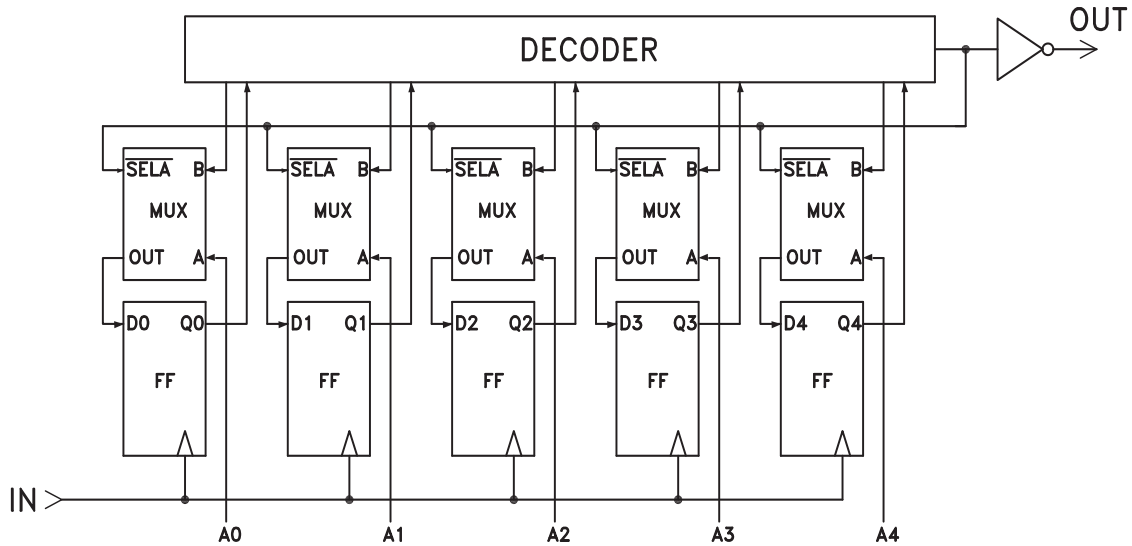 OUT
DECODER
SELA B SELA B SELA B SELA B SELA B
MUX MUX MUX MUX MUX
OUT A OUT A OUT A OUT A OUT A
D0 Q0 D1 Q1 D2 Q2 D3 Q3 D4 Q4
FF FF FF FF FF
IN
A0 A1 A2 A3 A4